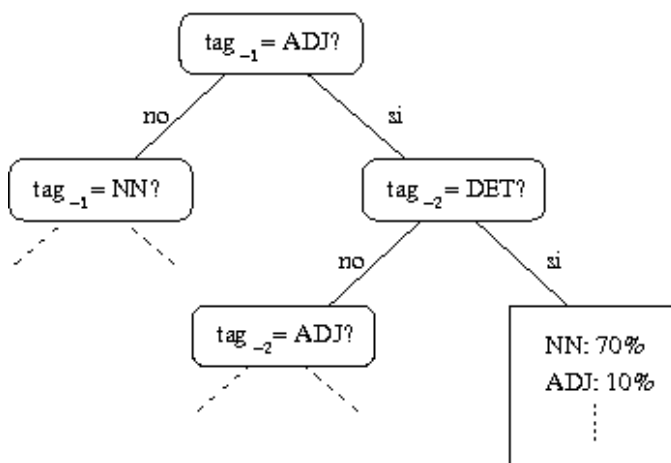 tag₋₁= ADJ?
no
si
tag₋₁= NN?
tag₋₂= DET?
no
si
tag₋₂= ADJ?
NN: 70%
ADJ: 10%